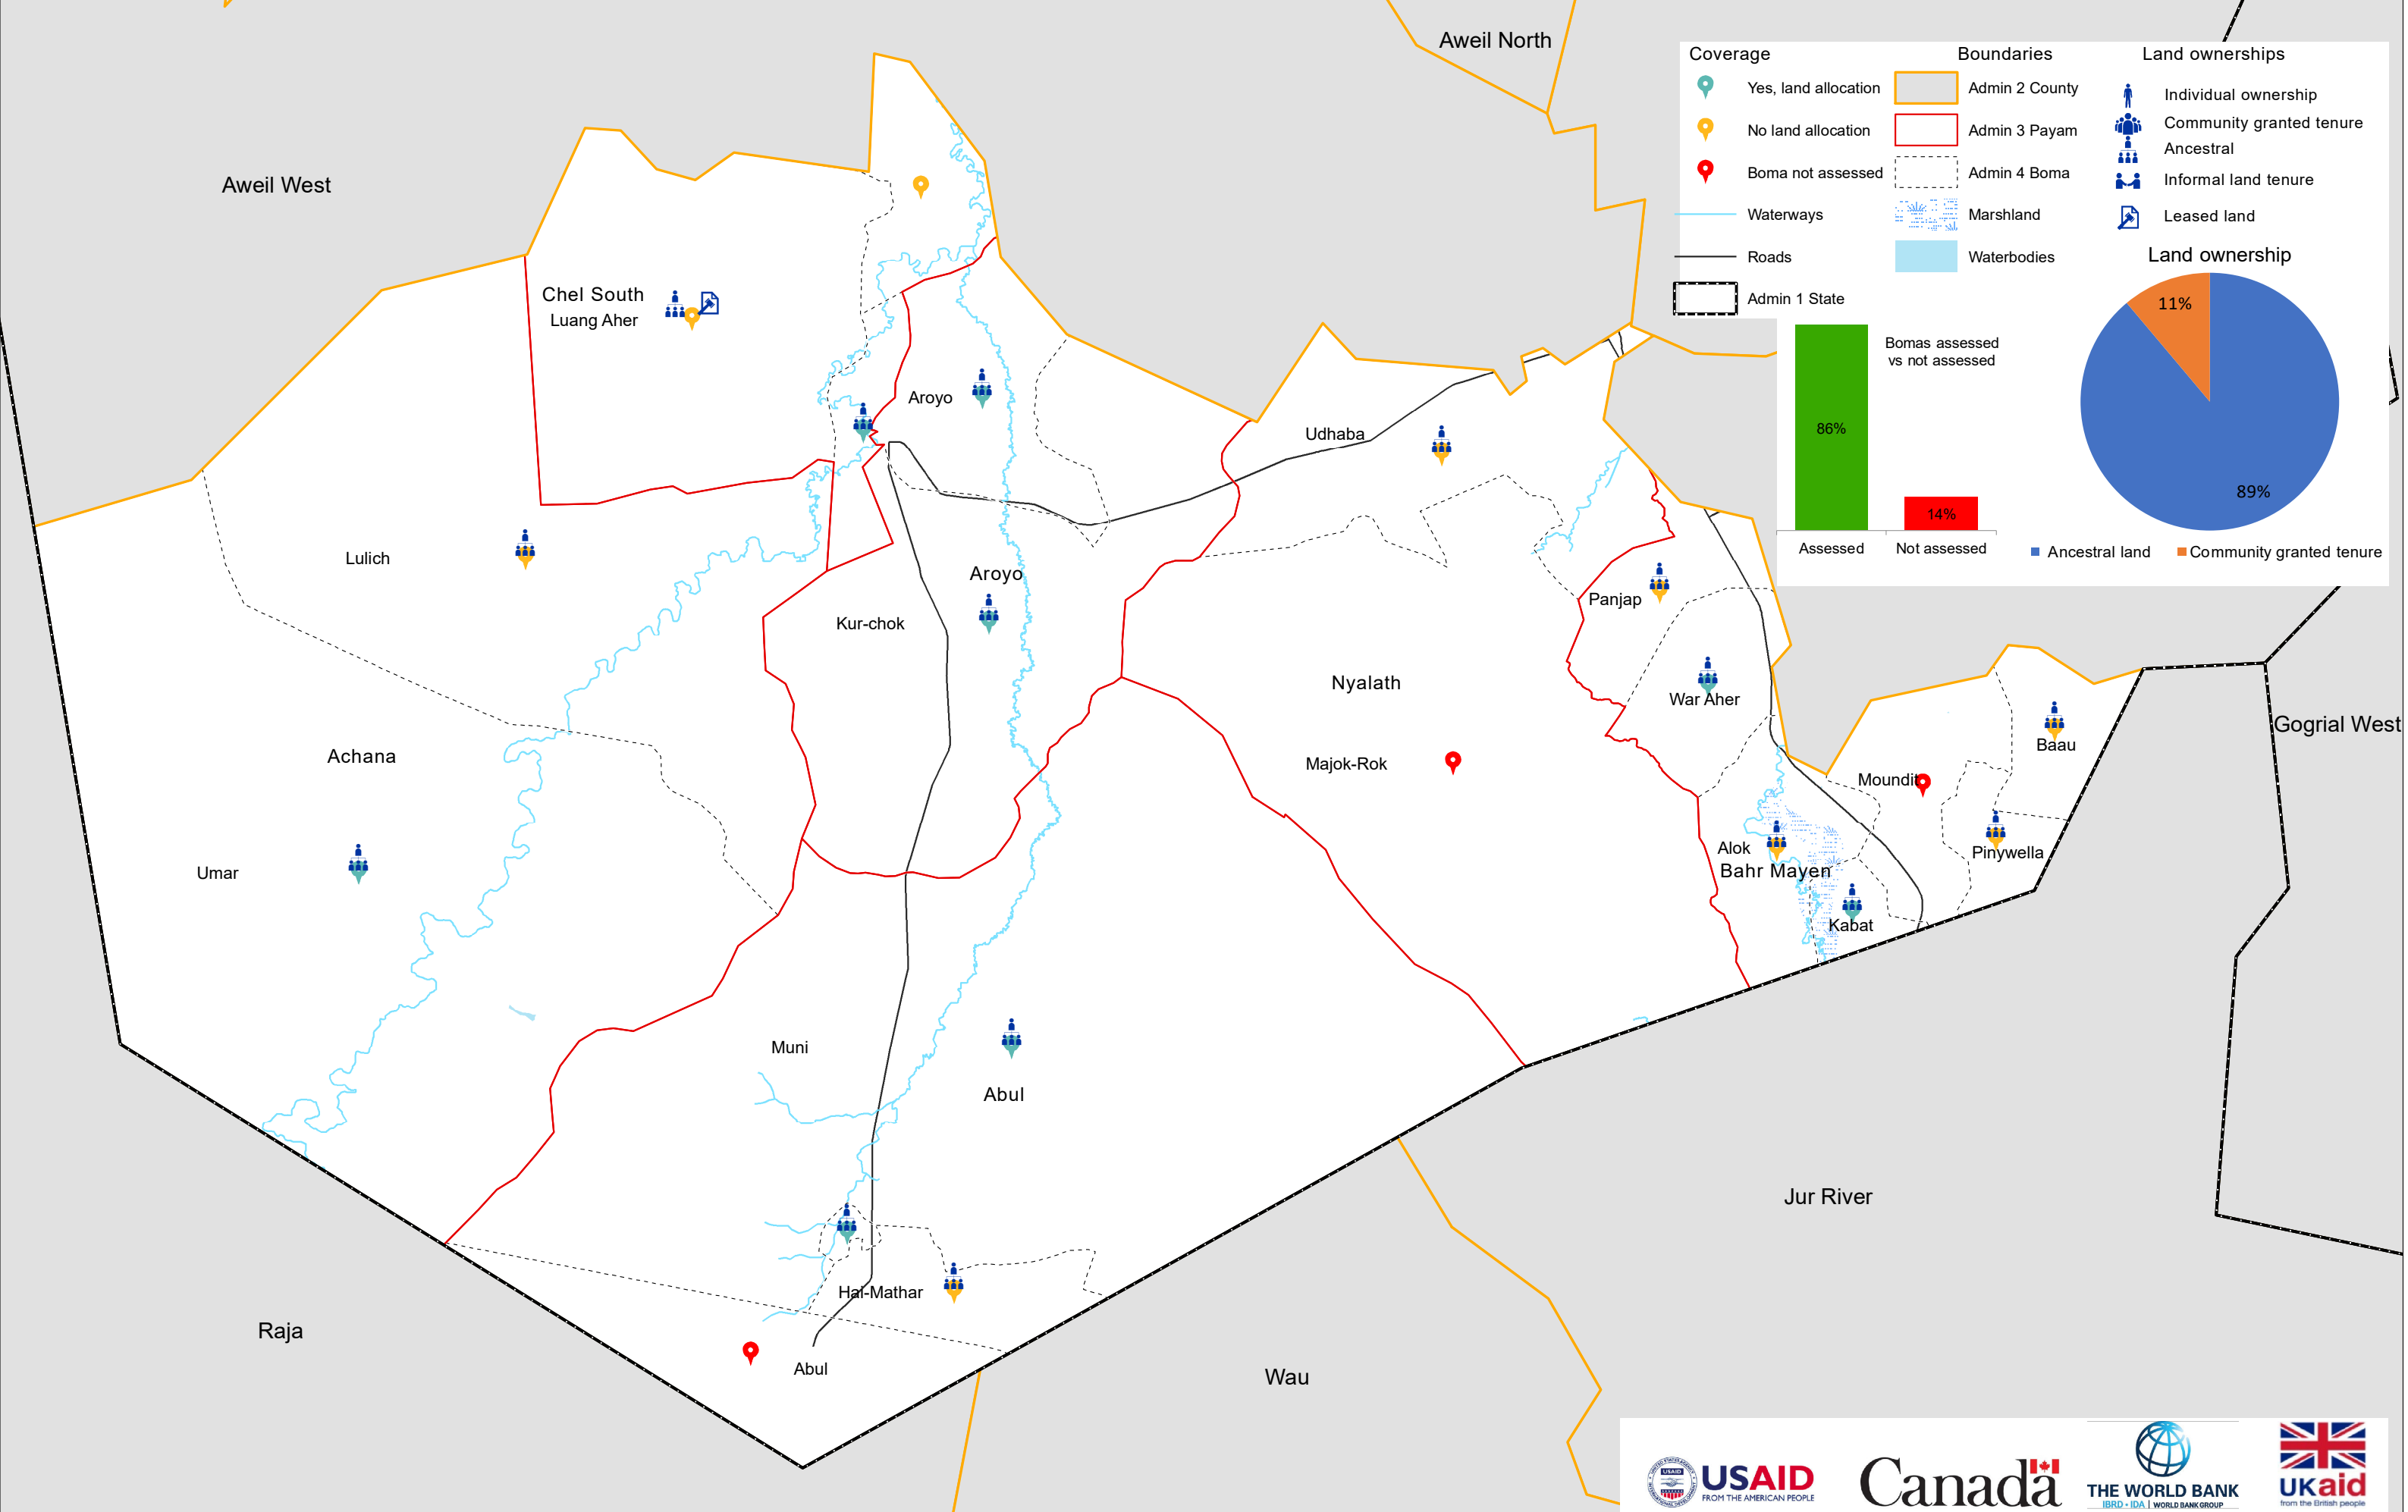 Aweil North
Aweil West
Coverage
Yes, land allocation
No land allocation
Boma not assessed
Waterways
Roads
Admin 1 State
Boundaries
Admin 2 County
Admin 3 Payam
Admin 4 Boma
Marshland
Waterbodies
Land ownerships
Individual ownership
Community granted tenure
Ancestral
Informal land tenure
Leased land
Land ownership
11%
89%
Ancestral land
Community granted tenure
Bomas assessed
vs not assessed
86%
14%
Assessed
Not assessed
Chel South
Luang Aher
Aroyo
Udhaba
Lulich
Aroyo
Panjap
Kur-chok
Nyalath
War Aher
Gogrial West
Baau
Achana
Majok-Rok
Moundit
Alok
Pinywella
Umar
Bahr Mayen
Kabat
Muni
Abul
Jur River
Hai-Mathar
Raja
Abul
Wau
USAID
FROM THE AMERICAN PEOPLE
Canada
THE WORLD BANK
IBRD • IDA | WORLD BANK GROUP
UKaid
from the British people